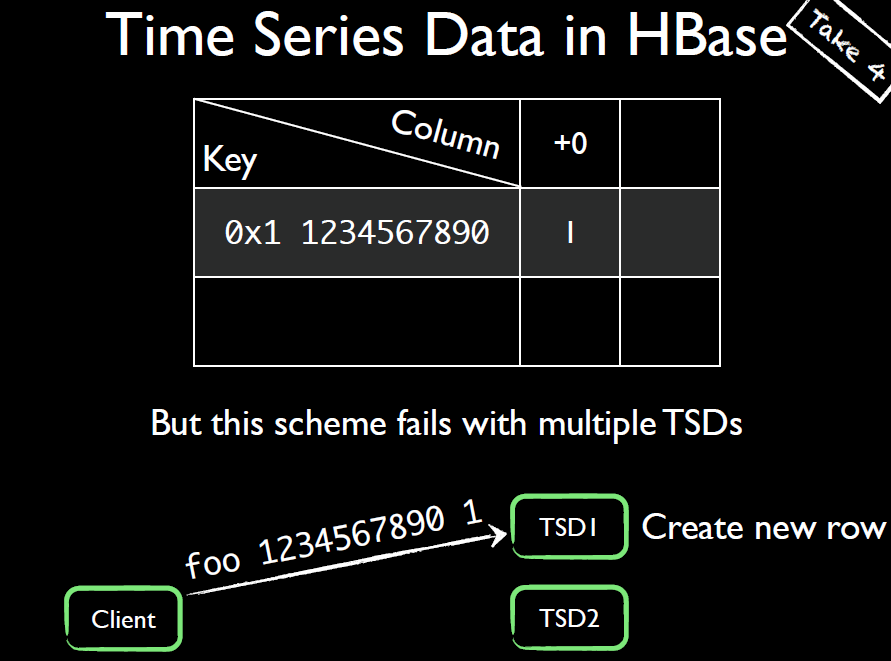 Time Series Data in HBase
Take 4
Column
Key
+0
0x1 1234567890
1
But this scheme fails with multiple TSDs
foo 1234567890 1
TSD1
Create new row
Client
TSD2